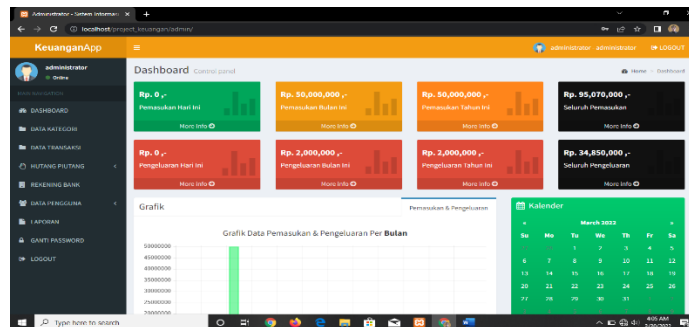 Administrator - Sistem Informasi
localhost/project_keuangan/admin/
KeuanganApp
administrator administrator
LOGOUT
administrator
Online
DASHBOARD
DATA KATEGORI
DATA TRANSAKSI
HUTANG PIUTANG
REKENING BANK
DATA PENGGUNA
LAPORAN
GANTI PASSWORD
LOGOUT
Dashboard Control panel
Home > Dashboard
Rp. 0 ,-
Pemasukan Hari Ini
More Info
Rp. 50,000,000 ,-
Pemasukan Bulan Ini
More Info
Rp. 50,000,000 ,-
Pemasukan Tahun Ini
More Info
Rp. 95,070,000 ,-
Seluruh Pemasukan
More Info
Rp. 0 ,-
Pengeluaran Hari Ini
More Info
Rp. 2,000,000 ,-
Pengeluaran Bulan Ini
More Info
Rp. 2,000,000 ,-
Pengeluaran Tahun Ini
More Info
Rp. 34,850,000 ,-
Seluruh Pengeluaran
More Info
Grafik
Pemasukan & Pengeluaran
Grafik Data Pemasukan & Pengeluaran Per Bulan
50000000
45000000
40000000
35000000
30000000
25000000
20000000
Kalender
« March 2022 »
Su Mo Tu We Th Fr Sa
1 2 3 4 5
6 7 8 9 10 11 12
13 14 15 16 17 18 19
20 21 22 23 24 25 26
27 28 29 30 31
Type here to search
4:05 AM